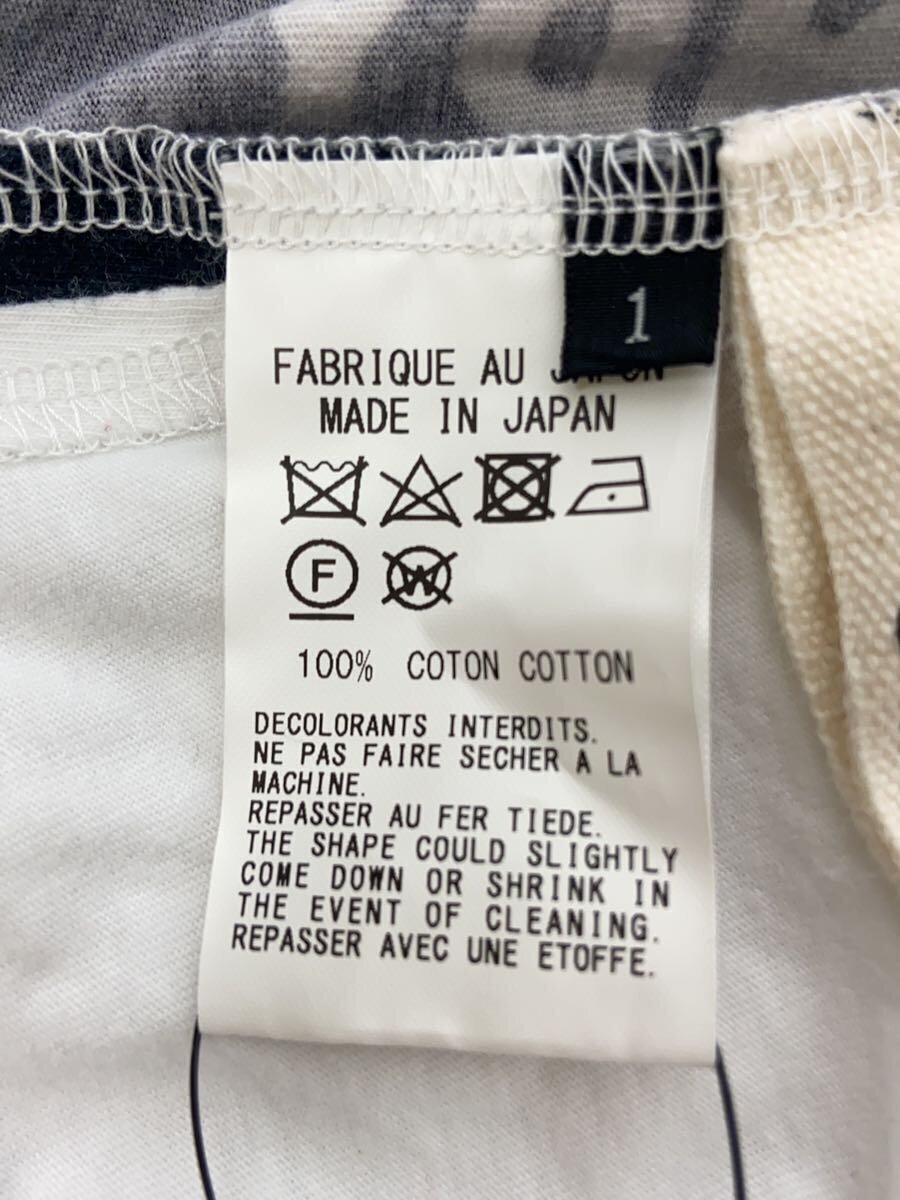 1
FABRIQUE AU JAPON
MADE IN JAPAN
F
W
100% COTON COTTON
DECOLORANTS INTERDITS.
NE PAS FAIRE SECHER A LA
MACHINE.
REPASSER AU FER TIEDE.
THE SHAPE COULD SLIGHTLY
COME DOWN OR SHRINK IN
THE EVENT OF CLEANING.
REPASSER AVEC UNE ETOFFE.